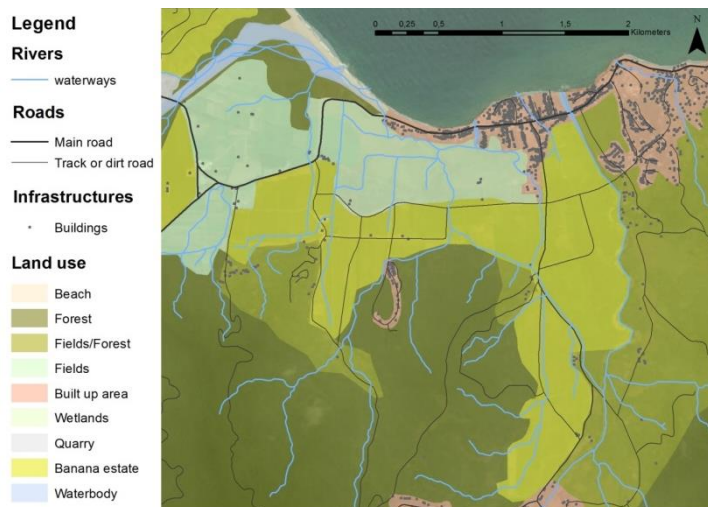 Legend
Rivers
waterways
Roads
Main road
Track or dirt road
Infrastructures
Buildings
Land use
Beach
Forest
Fields/Forest
Fields
Built up area
Wetlands
Quarry
Banana estate
Waterbody
0 0,25 0,5 1 1,5 2
Kilometers
N